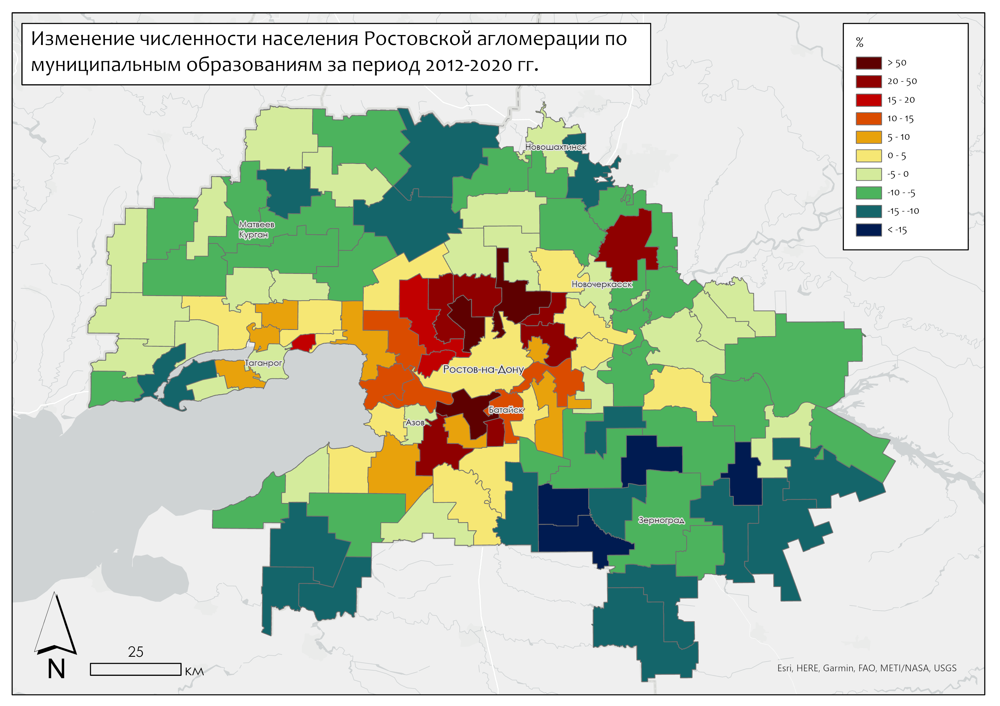 Изменение численности населения Ростовской агломерации по
муниципальным образованиям за период 2012-2020 гг.
%
> 50
20 - 50
15 - 20
10 - 15
5 - 10
0 - 5
-5 - 0
-10 - -5
-15 - -10
< -15
Новошахтинск
Матвеев
Курган
Новочеркасск
Таганрог
Ростов-на-Дону
Батайск
Азов
Зерноград
25
км
N
Esri, HERE, Garmin, FAO, METI/NASA, USGS